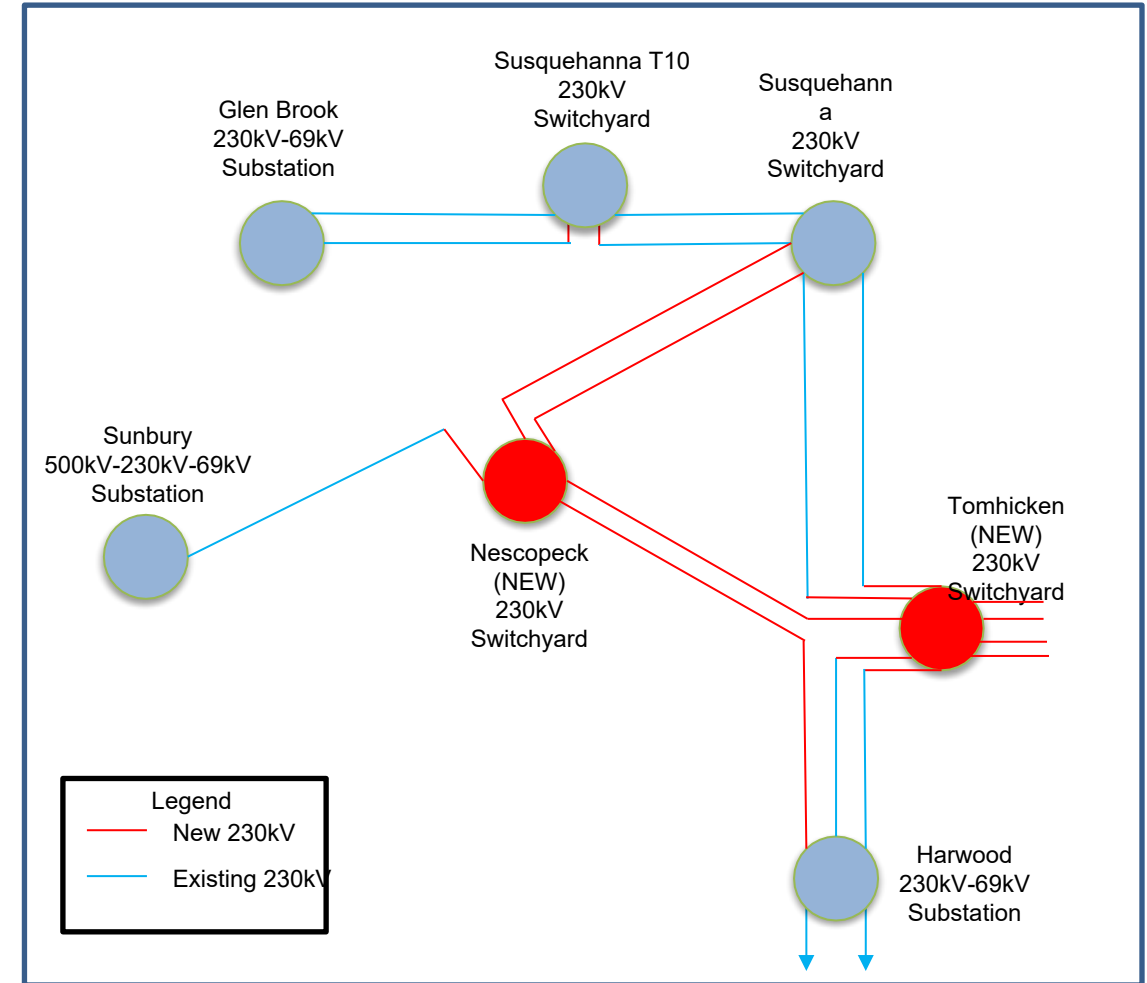 Susquehanna T10
230kV
Switchyard
Susquehann
a
230kV
Switchyard
Glen Brook
230kV-69kV
Substation
Sunbury
500kV-230kV-69kV
Substation
Nescopeck
(NEW)
230kV
Switchyard
Tomhicken
(NEW)
230kV
Switchyard
Legend
New 230kV
Existing 230kV
Harwood
230kV-69kV
Substation